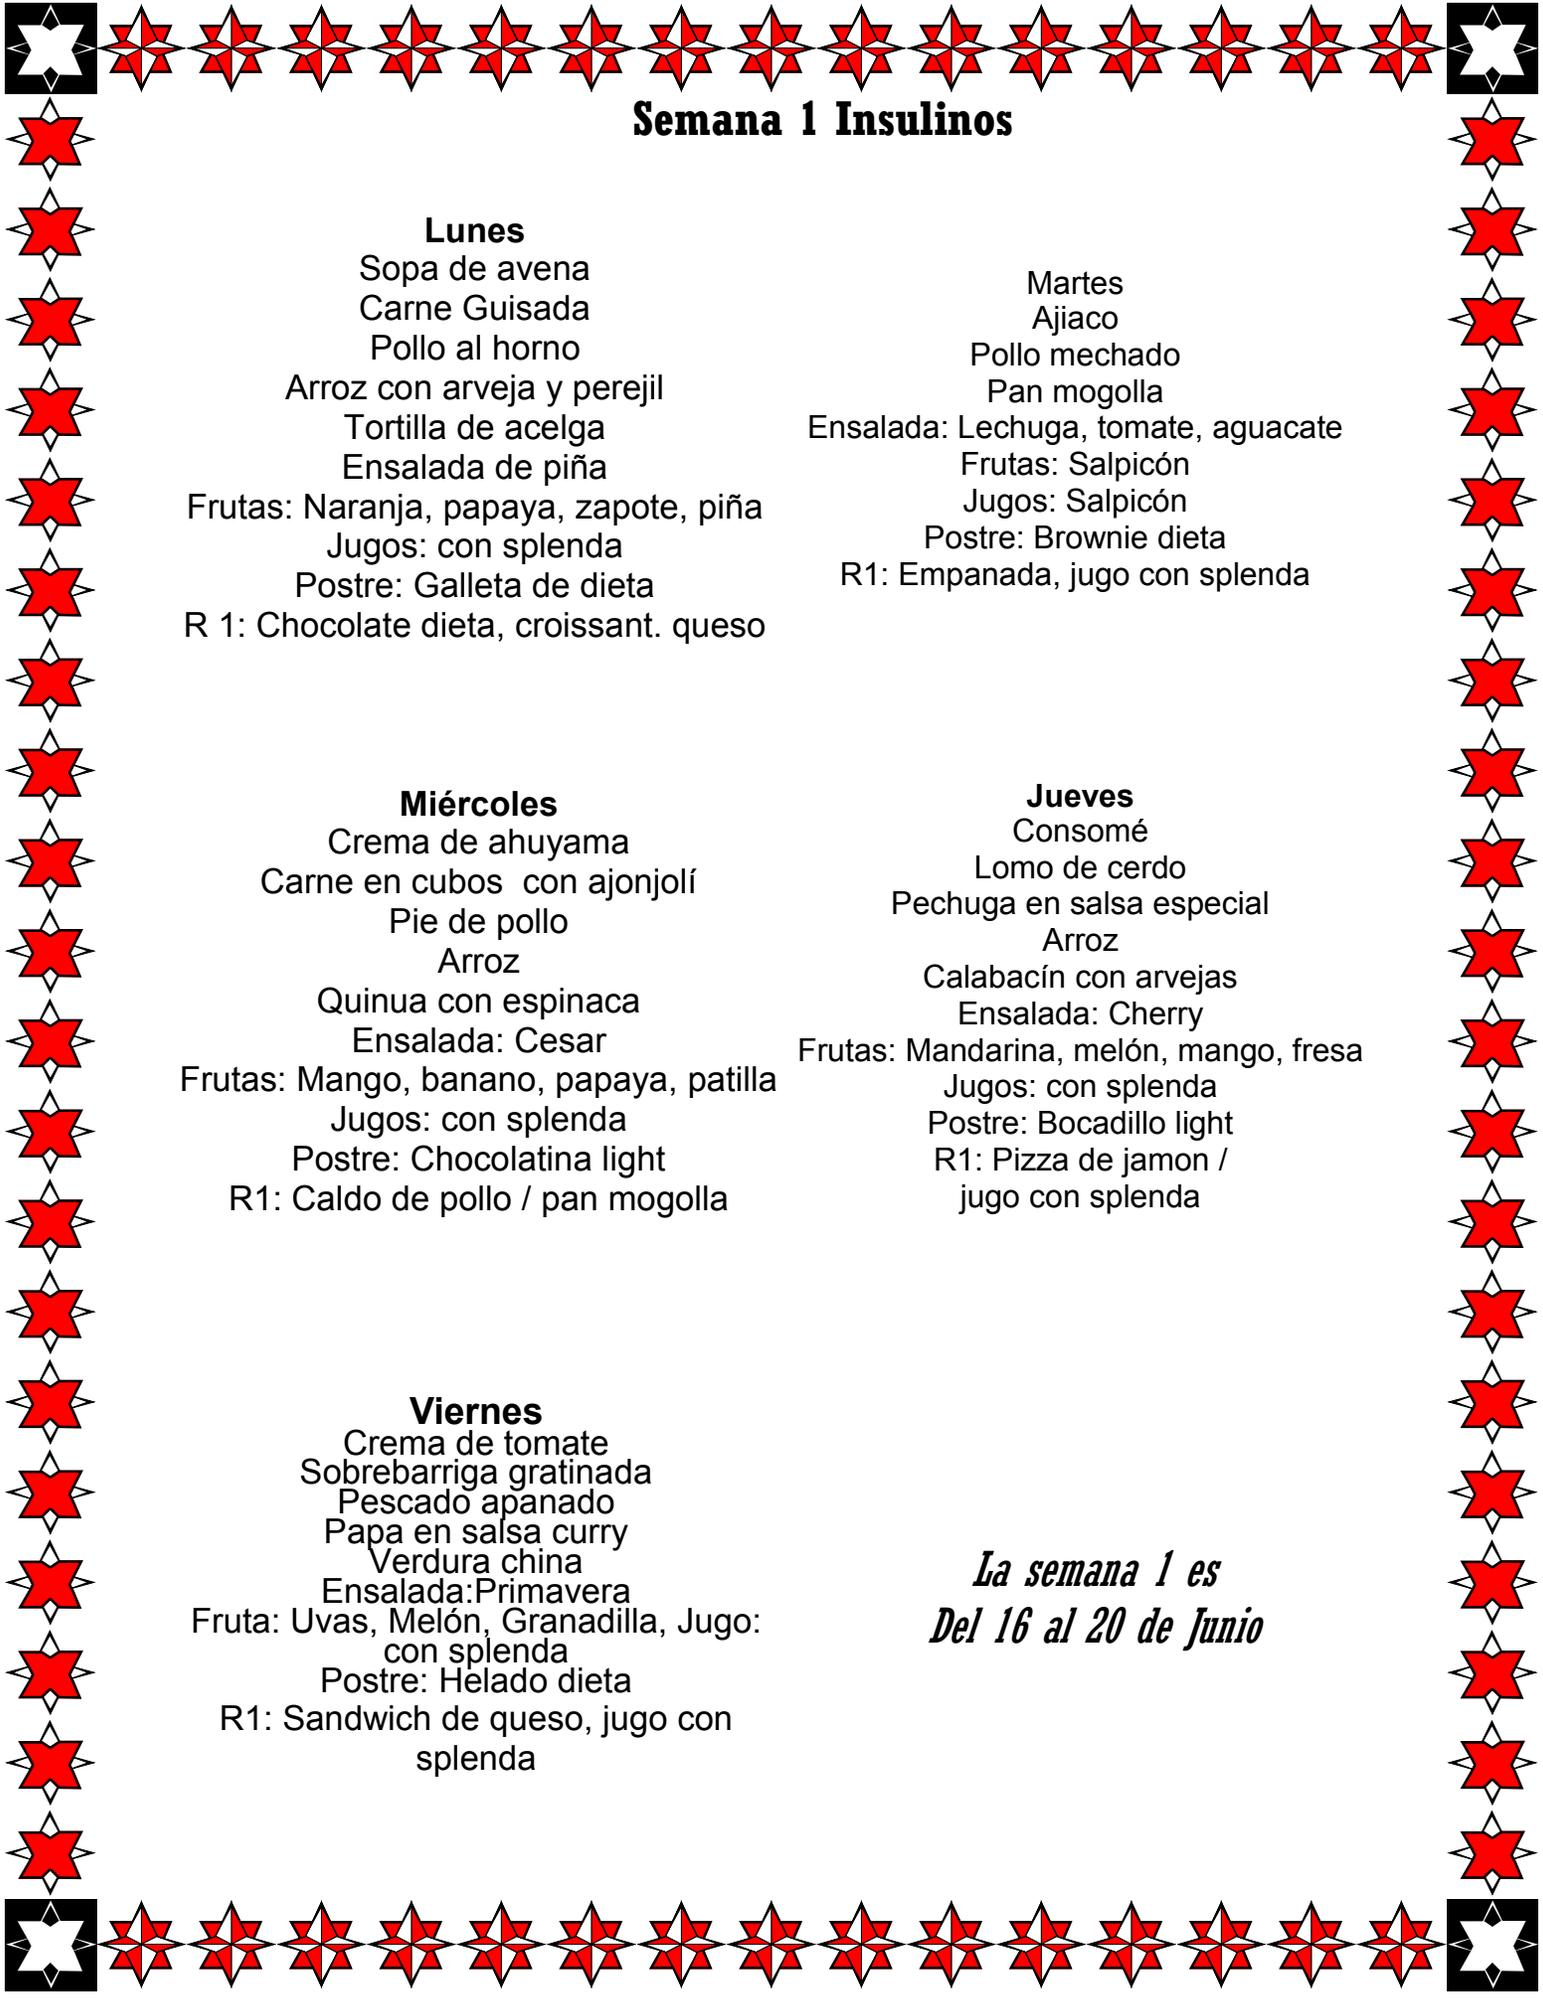 Semana 1 Insulinos
Lunes
Sopa de avena
Carne Guisada
Pollo al horno
Arroz con arveja y perejil
Tortilla de acelga
Ensalada de piña
Frutas: Naranja, papaya, zapote, piña
Jugos: con splenda
Postre: Galleta de dieta
R 1: Chocolate dieta, croissant. queso
Martes
Ajiaco
Pollo mechado
Pan mogolla
Ensalada: Lechuga, tomate, aguacate
Frutas: Salpicón
Jugos: Salpicón
Postre: Brownie dieta
R1: Empanada, jugo con splenda
Miércoles
Crema de ahuyama
Carne en cubos  con ajonjolí
Pie de pollo
Arroz
Quinua con espinaca
Ensalada: Cesar
Frutas: Mango, banano, papaya, patilla
Jugos: con splenda
Postre: Chocolatina light
R1: Caldo de pollo / pan mogolla
Jueves
Consomé
Lomo de cerdo
Pechuga en salsa especial
Arroz
Calabacín con arvejas
Ensalada: Cherry
Frutas: Mandarina, melón, mango, fresa
Jugos: con splenda
Postre: Bocadillo light
R1: Pizza de jamon /
jugo con splenda
Viernes
Crema de tomate
Sobrebarriga gratinada
Pescado apanado
Papa en salsa curry
Verdura china
Ensalada:Primavera
Fruta: Uvas, Melón, Granadilla, Jugo:
con splenda
Postre: Helado dieta
R1: Sandwich de queso, jugo con
splenda
La semana 1 es
Del 16 al 20 de Junio